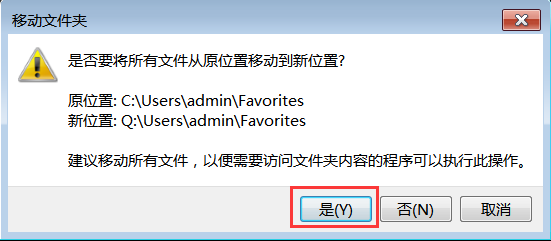 移动文件夹
是否要将所有文件从原位置移动到新位置?
原位置: C:\Users\admin\Favorites
新位置: Q:\Users\admin\Favorites
建议移动所有文件，以便需要访问文件夹内容的程序可以执行此操作。
是(Y) 否(N) 取消